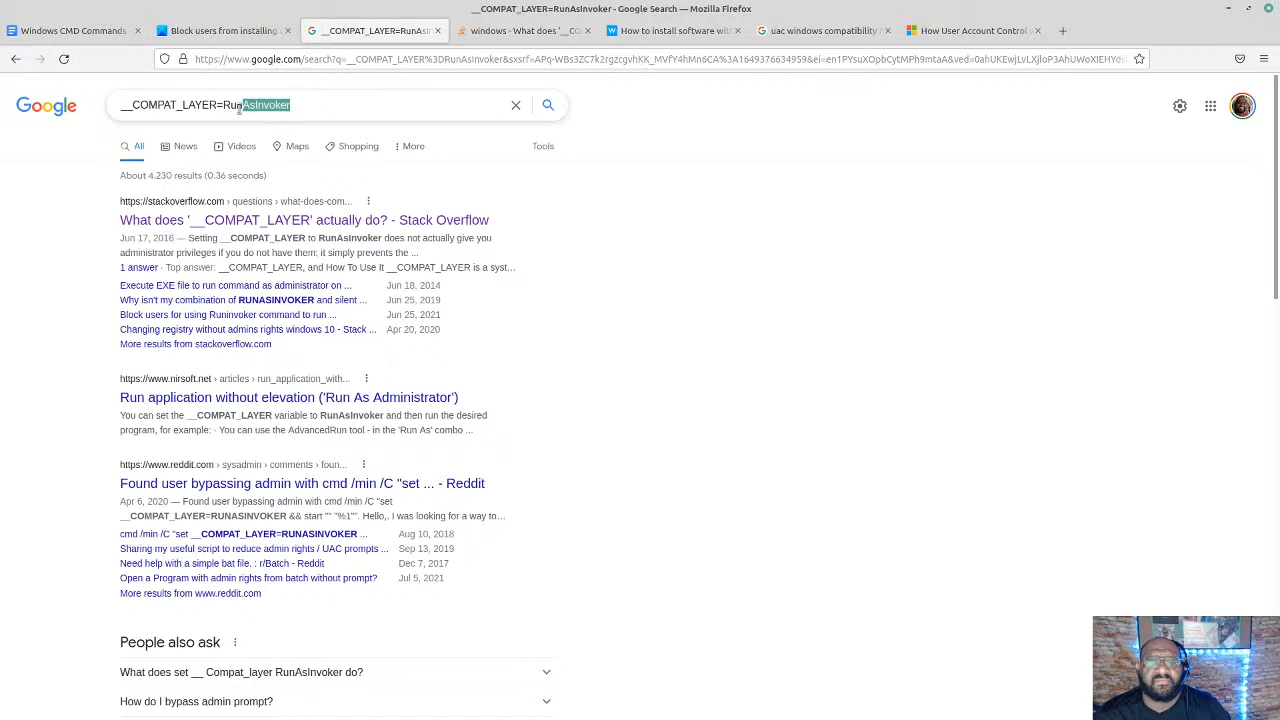 __COMPAT_LAYER=RunAsInvoker - Google Search — Mozilla Firefox
Windows CMD Commands
Block users from installing
__COMPAT_LAYER=RunAsI
windows - What does '__CO
How to install software wit
uac windows compatibility
How User Account Control
https://www.google.com/search?q=__COMPAT_LAYER%3DRunAsInvoker&sxsrf=
Google
__COMPAT_LAYER=RunAsInvoker
All News Videos Maps Shopping More Tools
About 4.230 results (0.36 seconds)
https://stackoverflow.com › questions › what-does-com...
What does '__COMPAT_LAYER' actually do? - Stack Overflow
Jun 17, 2016 — Setting __COMPAT_LAYER to RunAsInvoker does not actually give you
administrator privileges if you do not have them; it simply prevents the ...
1 answer · Top answer: __COMPAT_LAYER, and How To Use It __COMPAT_LAYER is a syst…
Execute EXE file to run command as administrator on ... Jun 18, 2014
Why isn't my combination of RUNASINVOKER and silent ... Jun 25, 2019
Block users for using Runinvoker command to run ... Jun 25, 2021
Changing registry without admins rights windows 10 - Stack ... Apr 20, 2020
More results from stackoverflow.com
https://www.nirsoft.net › articles › run_application_with...
Run application without elevation ('Run As Administrator')
You can set the __COMPAT_LAYER variable to RunAsInvoker and then run the desired
program, for example: · You can use the AdvancedRun tool - in the 'Run As' combo ...
https://www.reddit.com › sysadmin › comments › foun...
Found user bypassing admin with cmd /min /C "set ... - Reddit
Apr 6, 2020 — Found user bypassing admin with cmd /min /C "set
__COMPAT_LAYER=RUNASINVOKER && start "" "%1"". Hello,. I was looking for a way to…
cmd /min /C "set __COMPAT_LAYER=RUNASINVOKER ... Aug 10, 2018
Sharing my useful script to reduce admin rights / UAC prompts ... Sep 13, 2019
Need help with a simple bat file. : r/Batch - Reddit Dec 7, 2017
Open a Program with admin rights from batch without prompt? Jul 5, 2021
More results from www.reddit.com
People also ask
What does set __ Compat_layer RunAsInvoker do?
How do I bypass admin prompt?